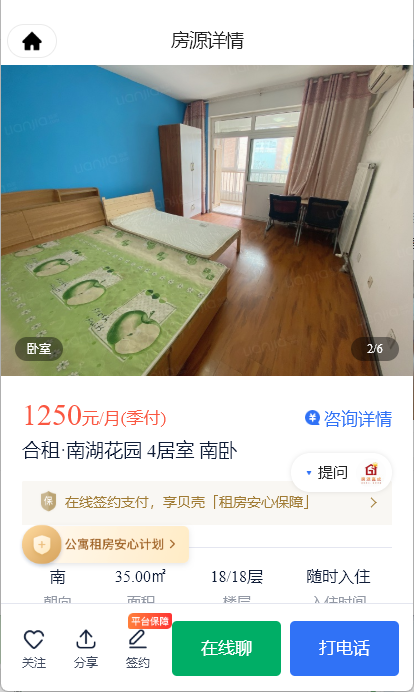 房源详情
卧室
2/6
1250元/月(季付)
咨询详情
合租·南湖花园 4居室 南卧
提问
保
在线签约支付，享贝壳「租房安心保障」
公寓租房安心计划
南
35.00㎡
18/18层
随时入住
朝向
面积
楼层
入住时间
平台保障
关注
分享
签约
在线聊
打电话